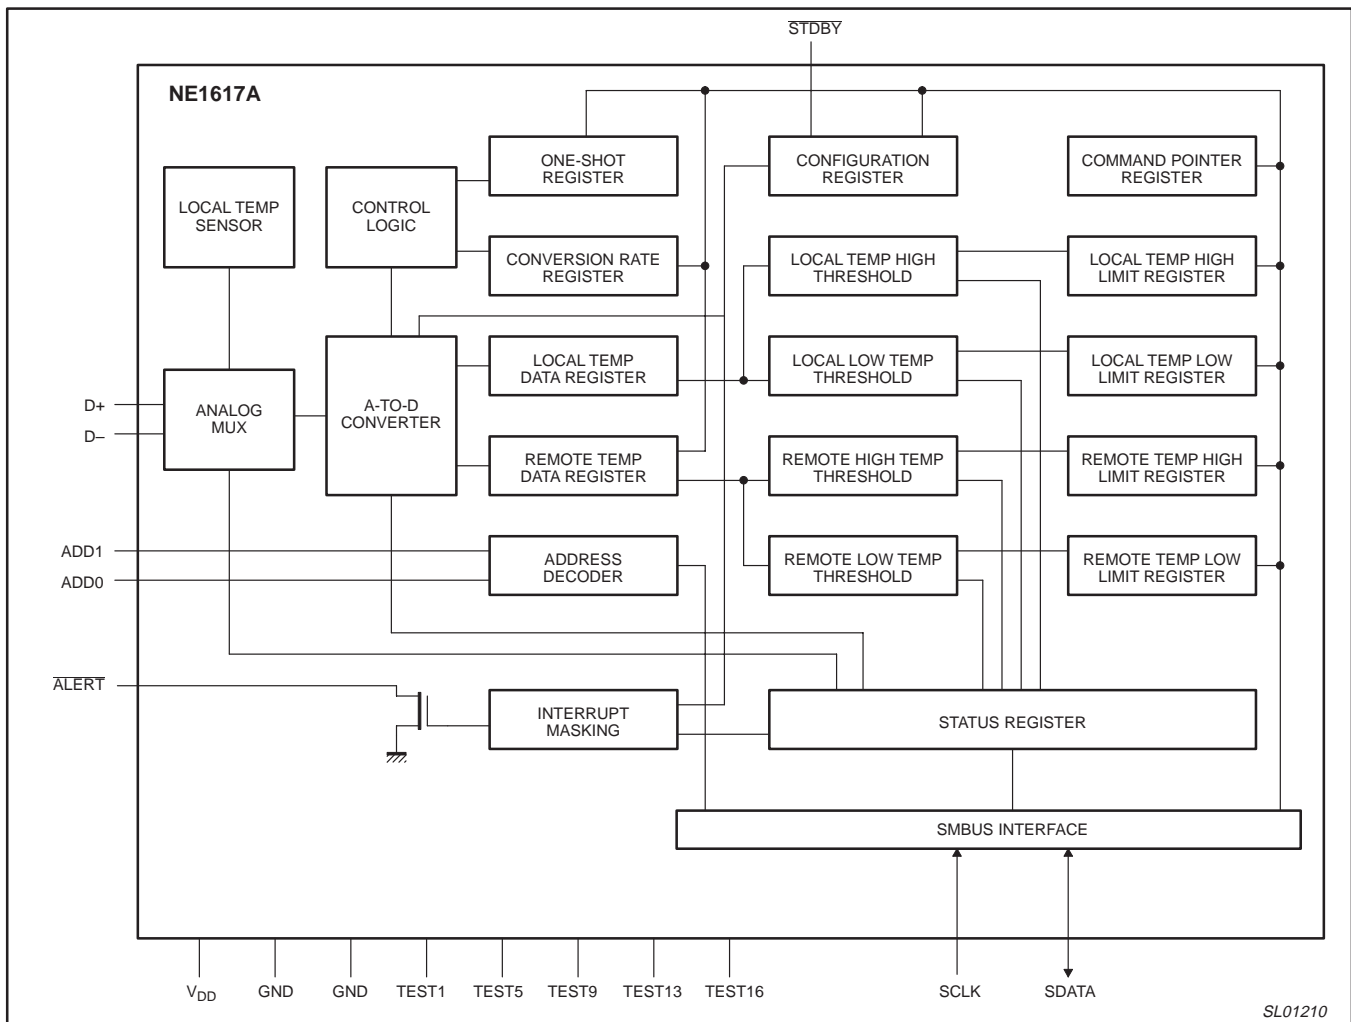 STDBY
NE1617A
ONE-SHOT
REGISTER
CONFIGURATION
REGISTER
COMMAND POINTER
REGISTER
LOCAL TEMP
SENSOR
CONTROL
LOGIC
CONVERSION RATE
REGISTER
LOCAL TEMP HIGH
THRESHOLD
LOCAL TEMP HIGH
LIMIT REGISTER
LOCAL TEMP
DATA REGISTER
LOCAL LOW TEMP
THRESHOLD
LOCAL TEMP LOW
LIMIT REGISTER
D+
D–
ANALOG
MUX
A-TO-D
CONVERTER
REMOTE TEMP
DATA REGISTER
REMOTE HIGH TEMP
THRESHOLD
REMOTE TEMP HIGH
LIMIT REGISTER
ADD1
ADD0
ADDRESS
DECODER
REMOTE LOW TEMP
THRESHOLD
REMOTE TEMP LOW
LIMIT REGISTER
ALERT
INTERRUPT
MASKING
STATUS REGISTER
SMBUS INTERFACE
VDD
GND
GND
TEST1
TEST5
TEST9
TEST13
TEST16
SCLK
SDATA
SL01210